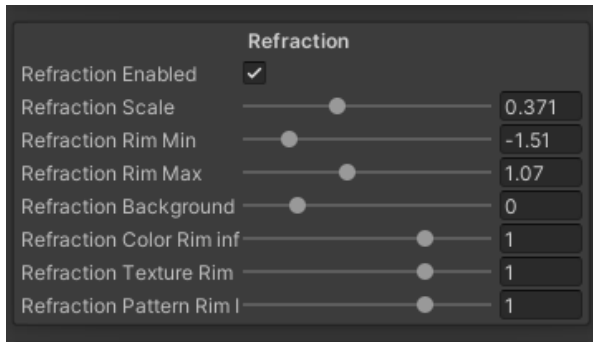 Refraction
Refraction Enabled
Refraction Scale 0.371
Refraction Rim Min -1.51
Refraction Rim Max 1.07
Refraction Background 0
Refraction Color Rim inf 1
Refraction Texture Rim 1
Refraction Pattern Rim I 1